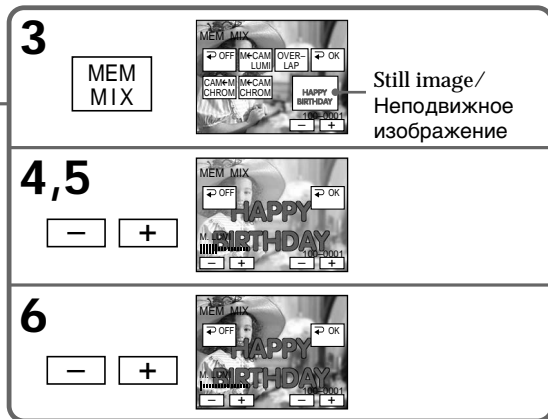 3
MEM
MIX
MEM MIX
⮐ OFF
M←CAM
LUMI
OVER–
LAP
⮐ OK
CAM←M
CHROM
M←CAM
CHROM
HAPPY
BIRTHDAY
100–0001
– +
Still image/
Неподвижное
изображение
4,5
– +
MEM MIX
⮐ OFF
⮐ OK
HAPPY
BIRTHDAY
M. LUMI
100–0001
– +
– +
6
– +
MEM MIX
⮐ OFF
⮐ OK
HAPPY
BIRTHDAY
M. LUMI
100–0001
– +
– +